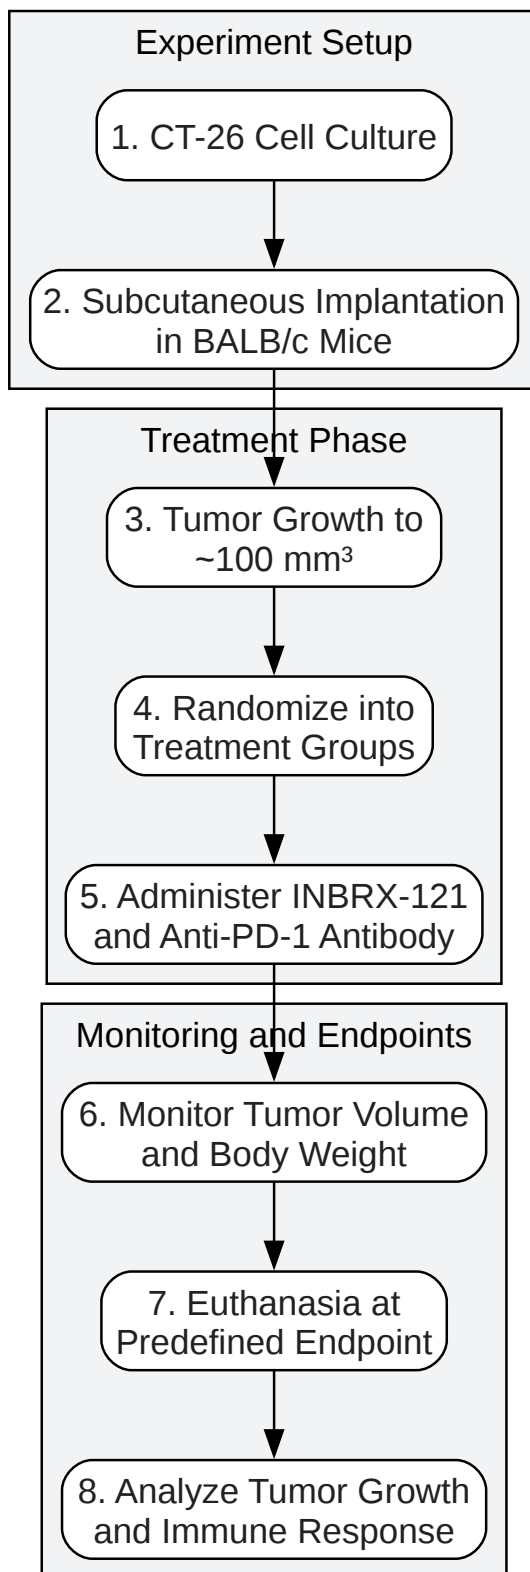 Experiment Setup
1. CT-26 Cell Culture
2. Subcutaneous Implantation
in BALB/c Mice
Treatment Phase
3. Tumor Growth to
~100 mm³
4. Randomize into
Treatment Groups
5. Administer INBRX-121
and Anti-PD-1 Antibody
Monitoring and Endpoints
6. Monitor Tumor Volume
and Body Weight
7. Euthanasia at
Predefined Endpoint
8. Analyze Tumor Growth
and Immune Response